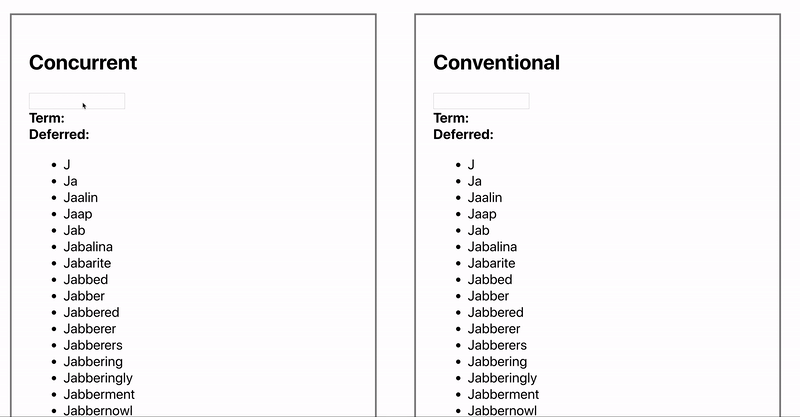 Concurrent
Term:
Deferred:
J
Ja
Jaalin
Jaap
Jab
Jabalina
Jabarite
Jabbed
Jabber
Jabbered
Jabberer
Jabberers
Jabbering
Jabberingly
Jabberment
Jabbernowl
Conventional
Term:
Deferred:
J
Ja
Jaalin
Jaap
Jab
Jabalina
Jabarite
Jabbed
Jabber
Jabbered
Jabberer
Jabberers
Jabbering
Jabberingly
Jabberment
Jabbernowl